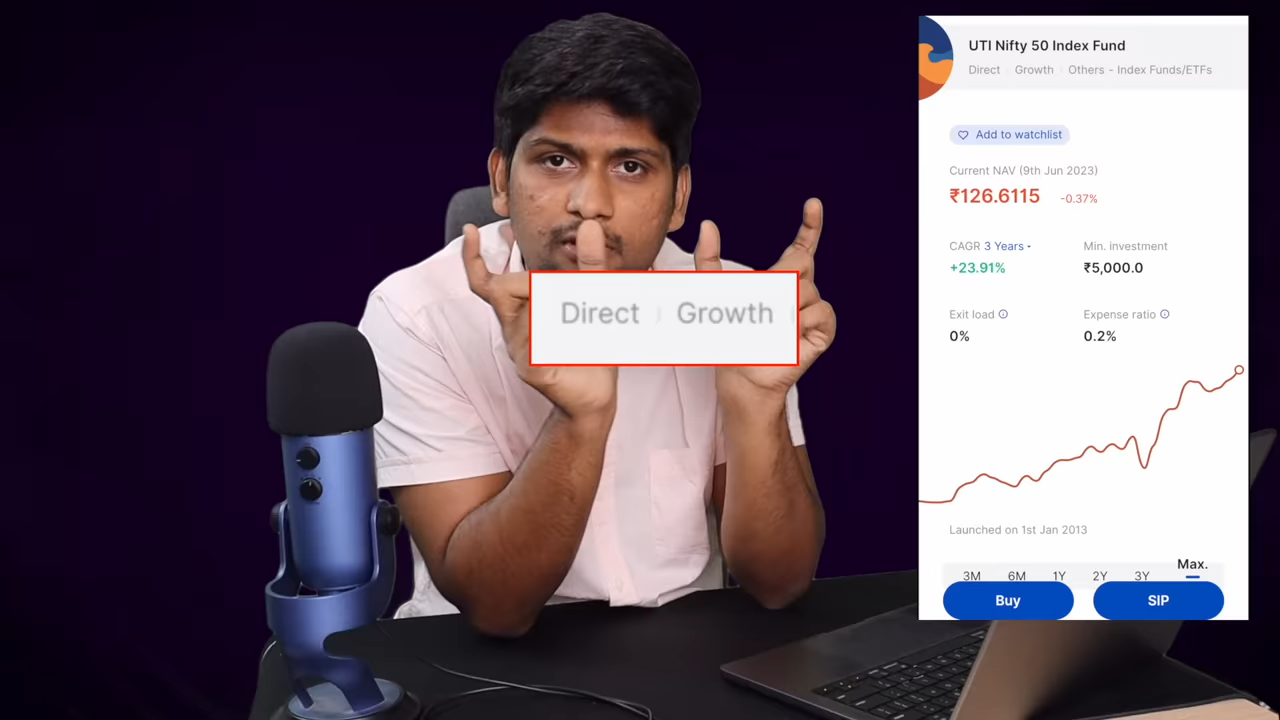 UTI Nifty 50 Index Fund
Direct Growth Others - Index Funds/ETFs
Add to watchlist
Current NAV (9th Jun 2023)
₹126.6115 -0.37%
CAGR 3 Years Min. investment
+23.91% ₹5,000.0
Exit load Expense ratio
0% 0.2%
Launched on 1st Jan 2013
3M 6M 1Y 2Y 3Y Max.
Buy SIP
Direct Growth